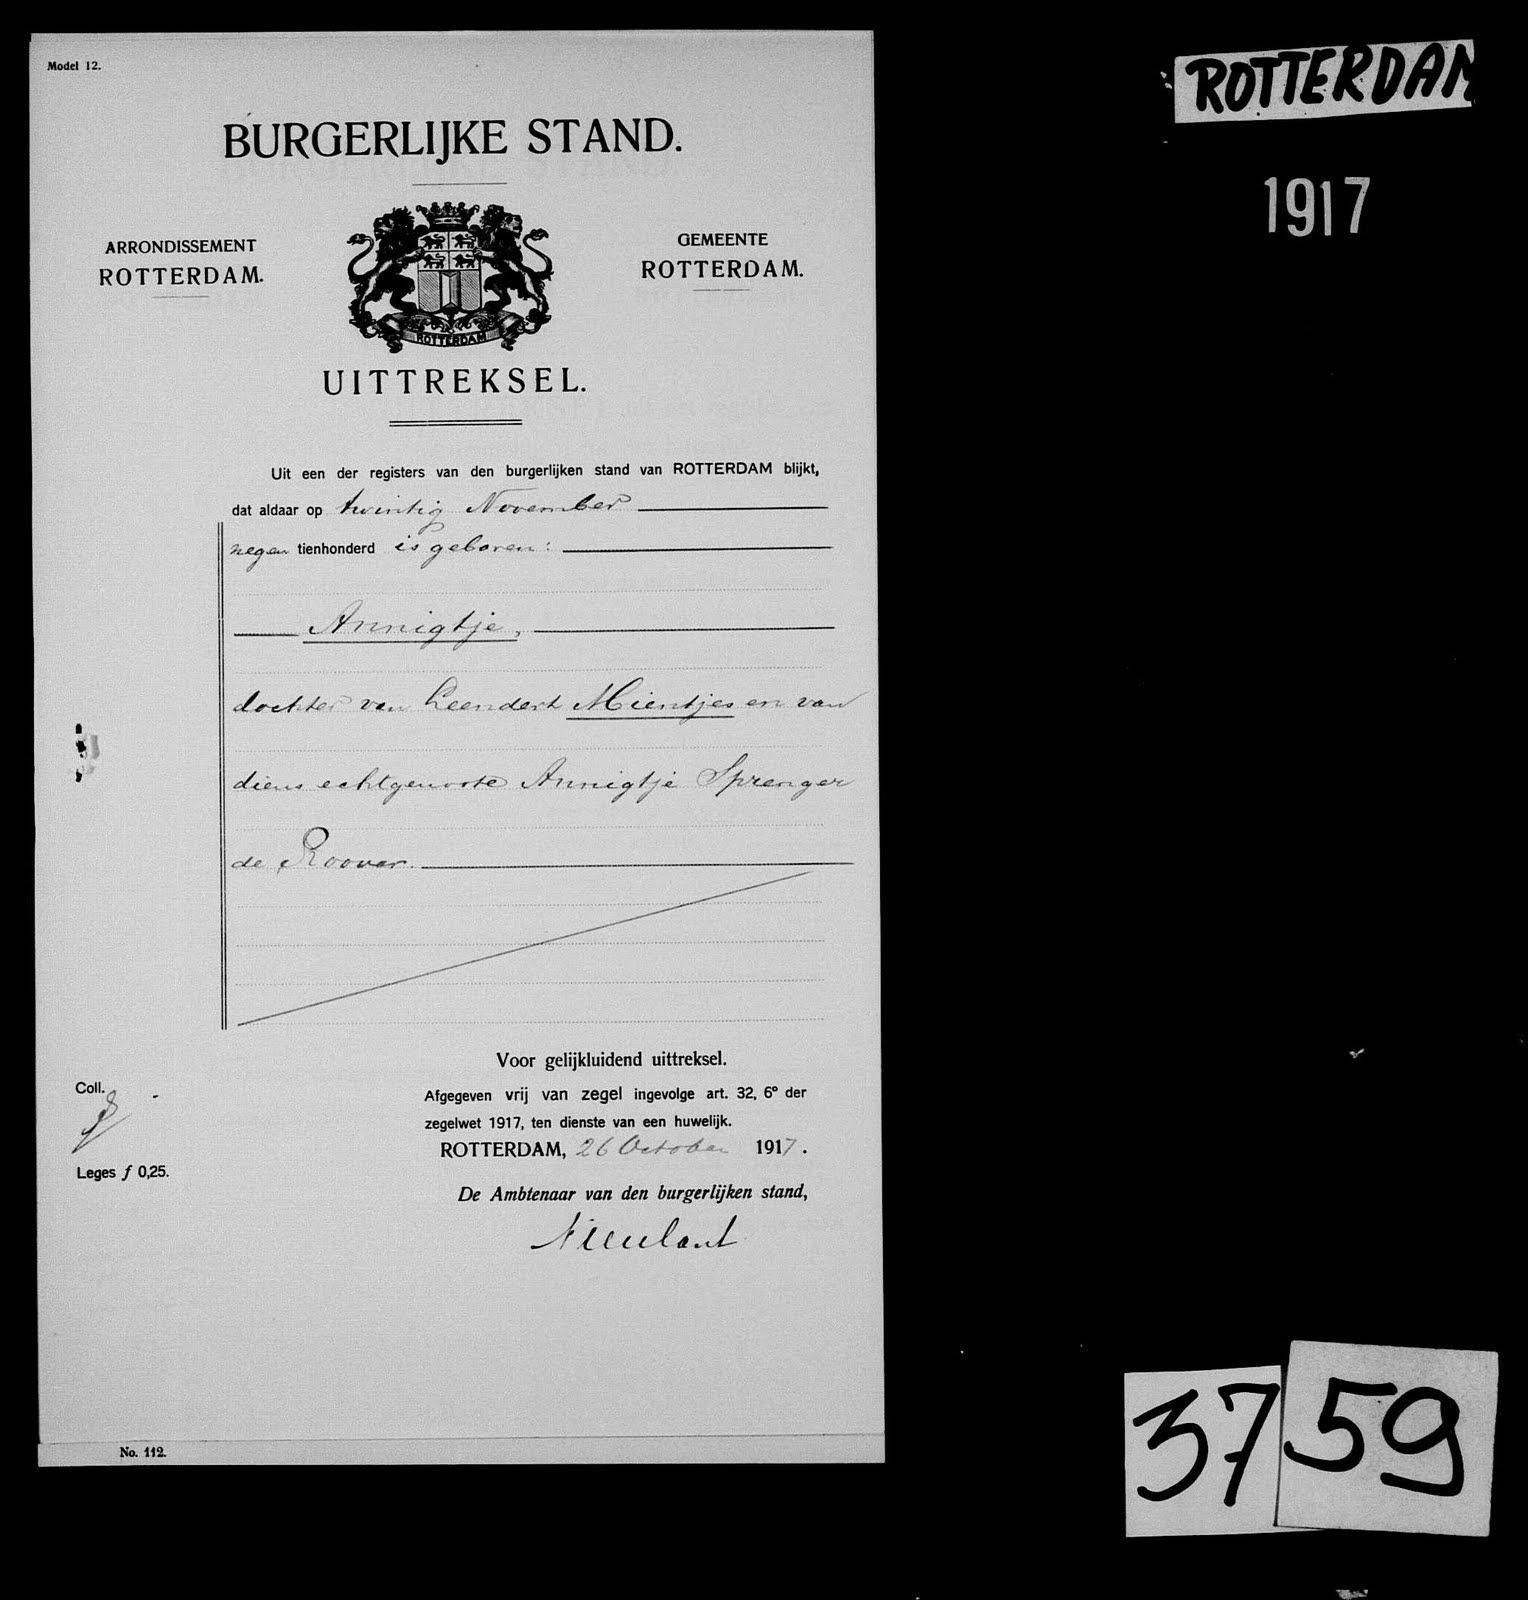 Model 12.
ROTTERDAM
1917
BURGERLIJKE STAND.
ARRONDISSEMENT
ROTTERDAM.
GEMEENTE
ROTTERDAM.
ROTTERDAM
UITTREKSEL.
Uit een der registers van den burgerlijken stand van ROTTERDAM blijkt,
dat aldaar op twintig November
negen tienhonderd is geboren:
Annigtje,
dochter van Leendert Mientjes en van
diens echtgenoote Annigtje Sprenger
de Roover.
Voor gelijkluidend uittreksel.
Coll.
Afgegeven vrij van zegel ingevolge art. 32, 6° der
zegelwet 1917, ten dienste van een huwelijk.
ROTTERDAM, 26 October 1917.
Leges ƒ 0,25.
De Ambtenaar van den burgerlijken stand,
No. 112.
37 59